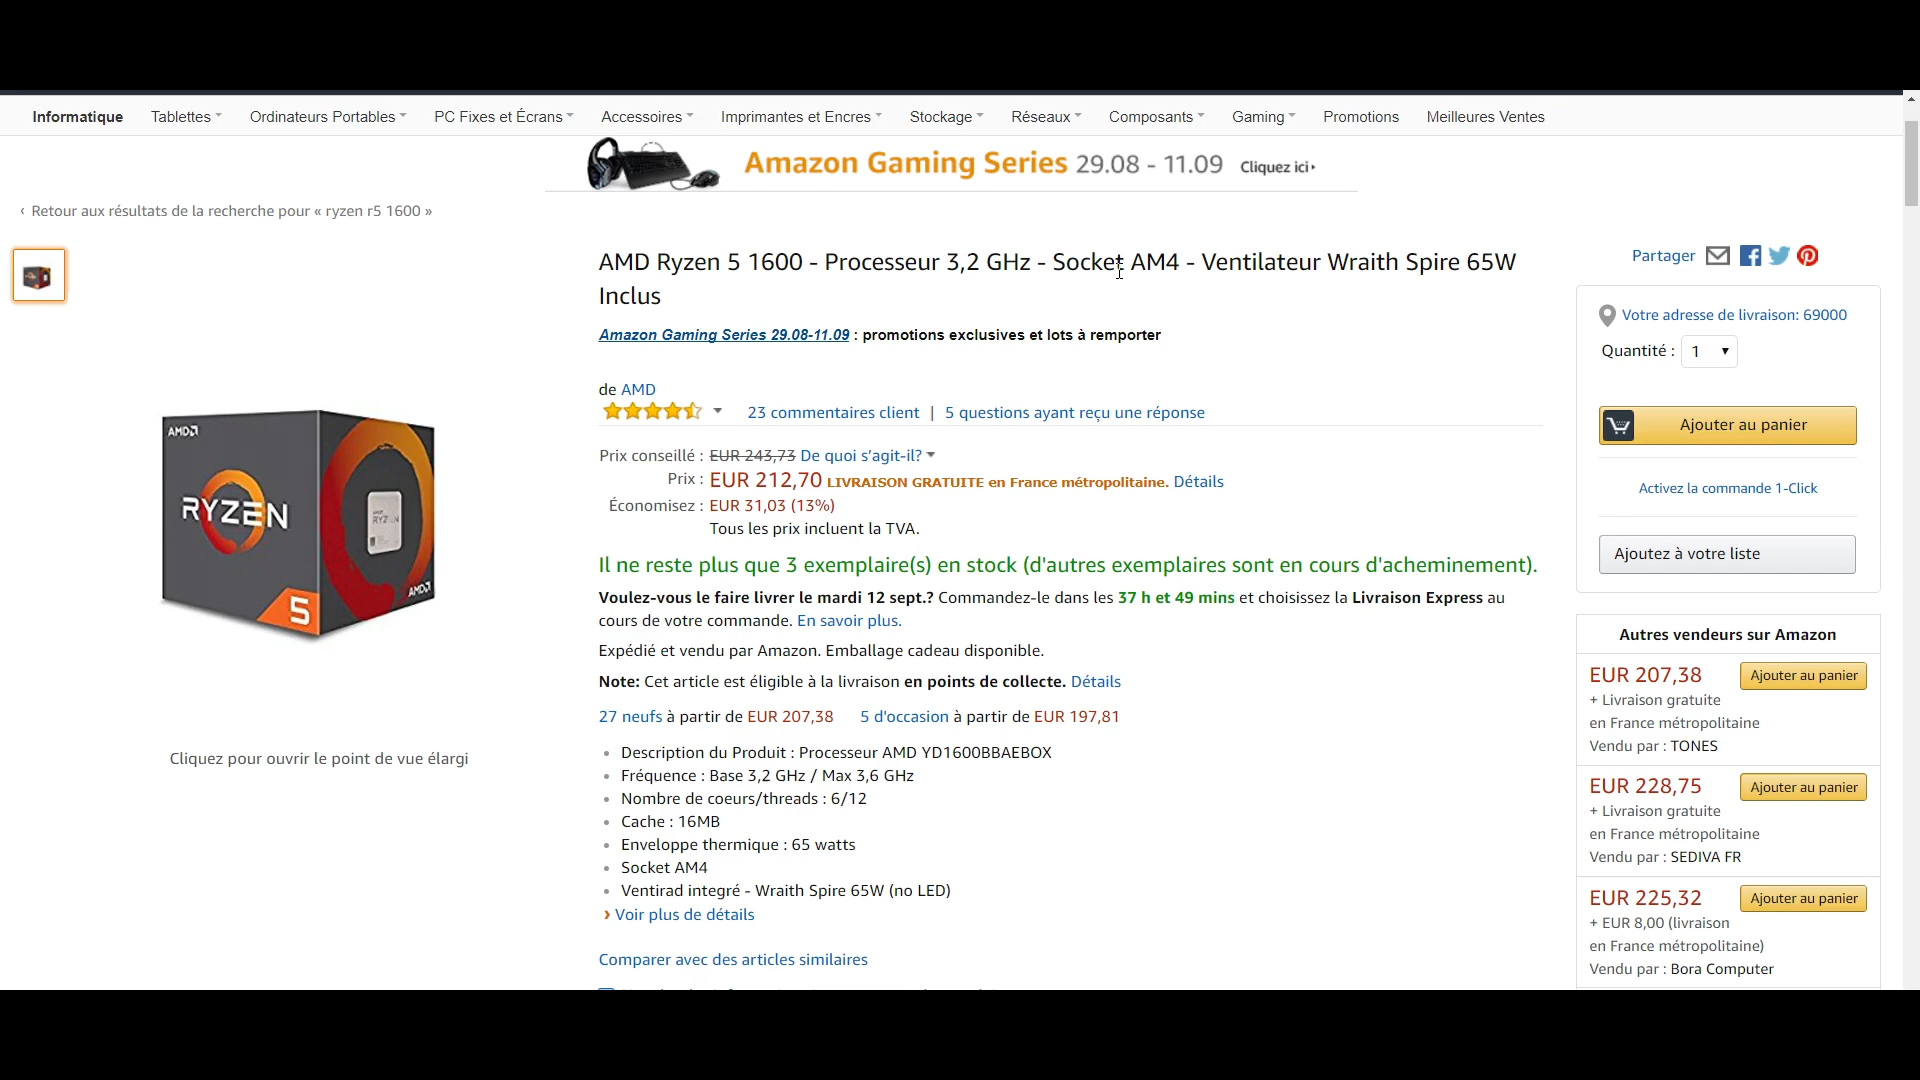 Informatique Tablettes Ordinateurs Portables PC Fixes et Écrans Accessoires Imprimantes et Encres Stockage Réseaux Composants Gaming Promotions Meilleures Ventes
Amazon Gaming Series 29.08 - 11.09 Cliquez ici
‹ Retour aux résultats de la recherche pour « ryzen r5 1600 »
AMD Ryzen 5 1600 - Processeur 3,2 GHz - Socket AM4 - Ventilateur Wraith Spire 65W
Inclus
Amazon Gaming Series 29.08-11.09 : promotions exclusives et lots à remporter
de AMD
23 commentaires client | 5 questions ayant reçu une réponse
Prix conseillé : EUR 243,73 De quoi s'agit-il?
Prix : EUR 212,70 LIVRAISON GRATUITE en France métropolitaine. Détails
Économisez : EUR 31,03 (13%)
Tous les prix incluent la TVA.
Il ne reste plus que 3 exemplaire(s) en stock (d'autres exemplaires sont en cours d'acheminement).
Voulez-vous le faire livrer le mardi 12 sept.? Commandez-le dans les 37 h et 49 mins et choisissez la Livraison Express au
cours de votre commande. En savoir plus.
Expédié et vendu par Amazon. Emballage cadeau disponible.
Note: Cet article est éligible à la livraison en points de collecte. Détails
27 neufs à partir de EUR 207,38 5 d'occasion à partir de EUR 197,81
• Description du Produit : Processeur AMD YD1600BBAEBOX
• Fréquence : Base 3,2 GHz / Max 3,6 GHz
• Nombre de coeurs/threads : 6/12
• Cache : 16MB
• Enveloppe thermique : 65 watts
• Socket AM4
• Ventirad integré - Wraith Spire 65W (no LED)
› Voir plus de détails
Comparer avec des articles similaires
AMD
RYZEN
5
RYZEN
AMD
Cliquez pour ouvrir le point de vue élargi
Partager
Votre adresse de livraison: 69000
Quantité : 1
Ajouter au panier
Activez la commande 1-Click
Ajoutez à votre liste
Autres vendeurs sur Amazon
EUR 207,38 Ajouter au panier
+ Livraison gratuite
en France métropolitaine
Vendu par : TONES
EUR 228,75 Ajouter au panier
+ Livraison gratuite
en France métropolitaine
Vendu par : SEDIVA FR
EUR 225,32 Ajouter au panier
+ EUR 8,00 (livraison
en France métropolitaine)
Vendu par : Bora Computer